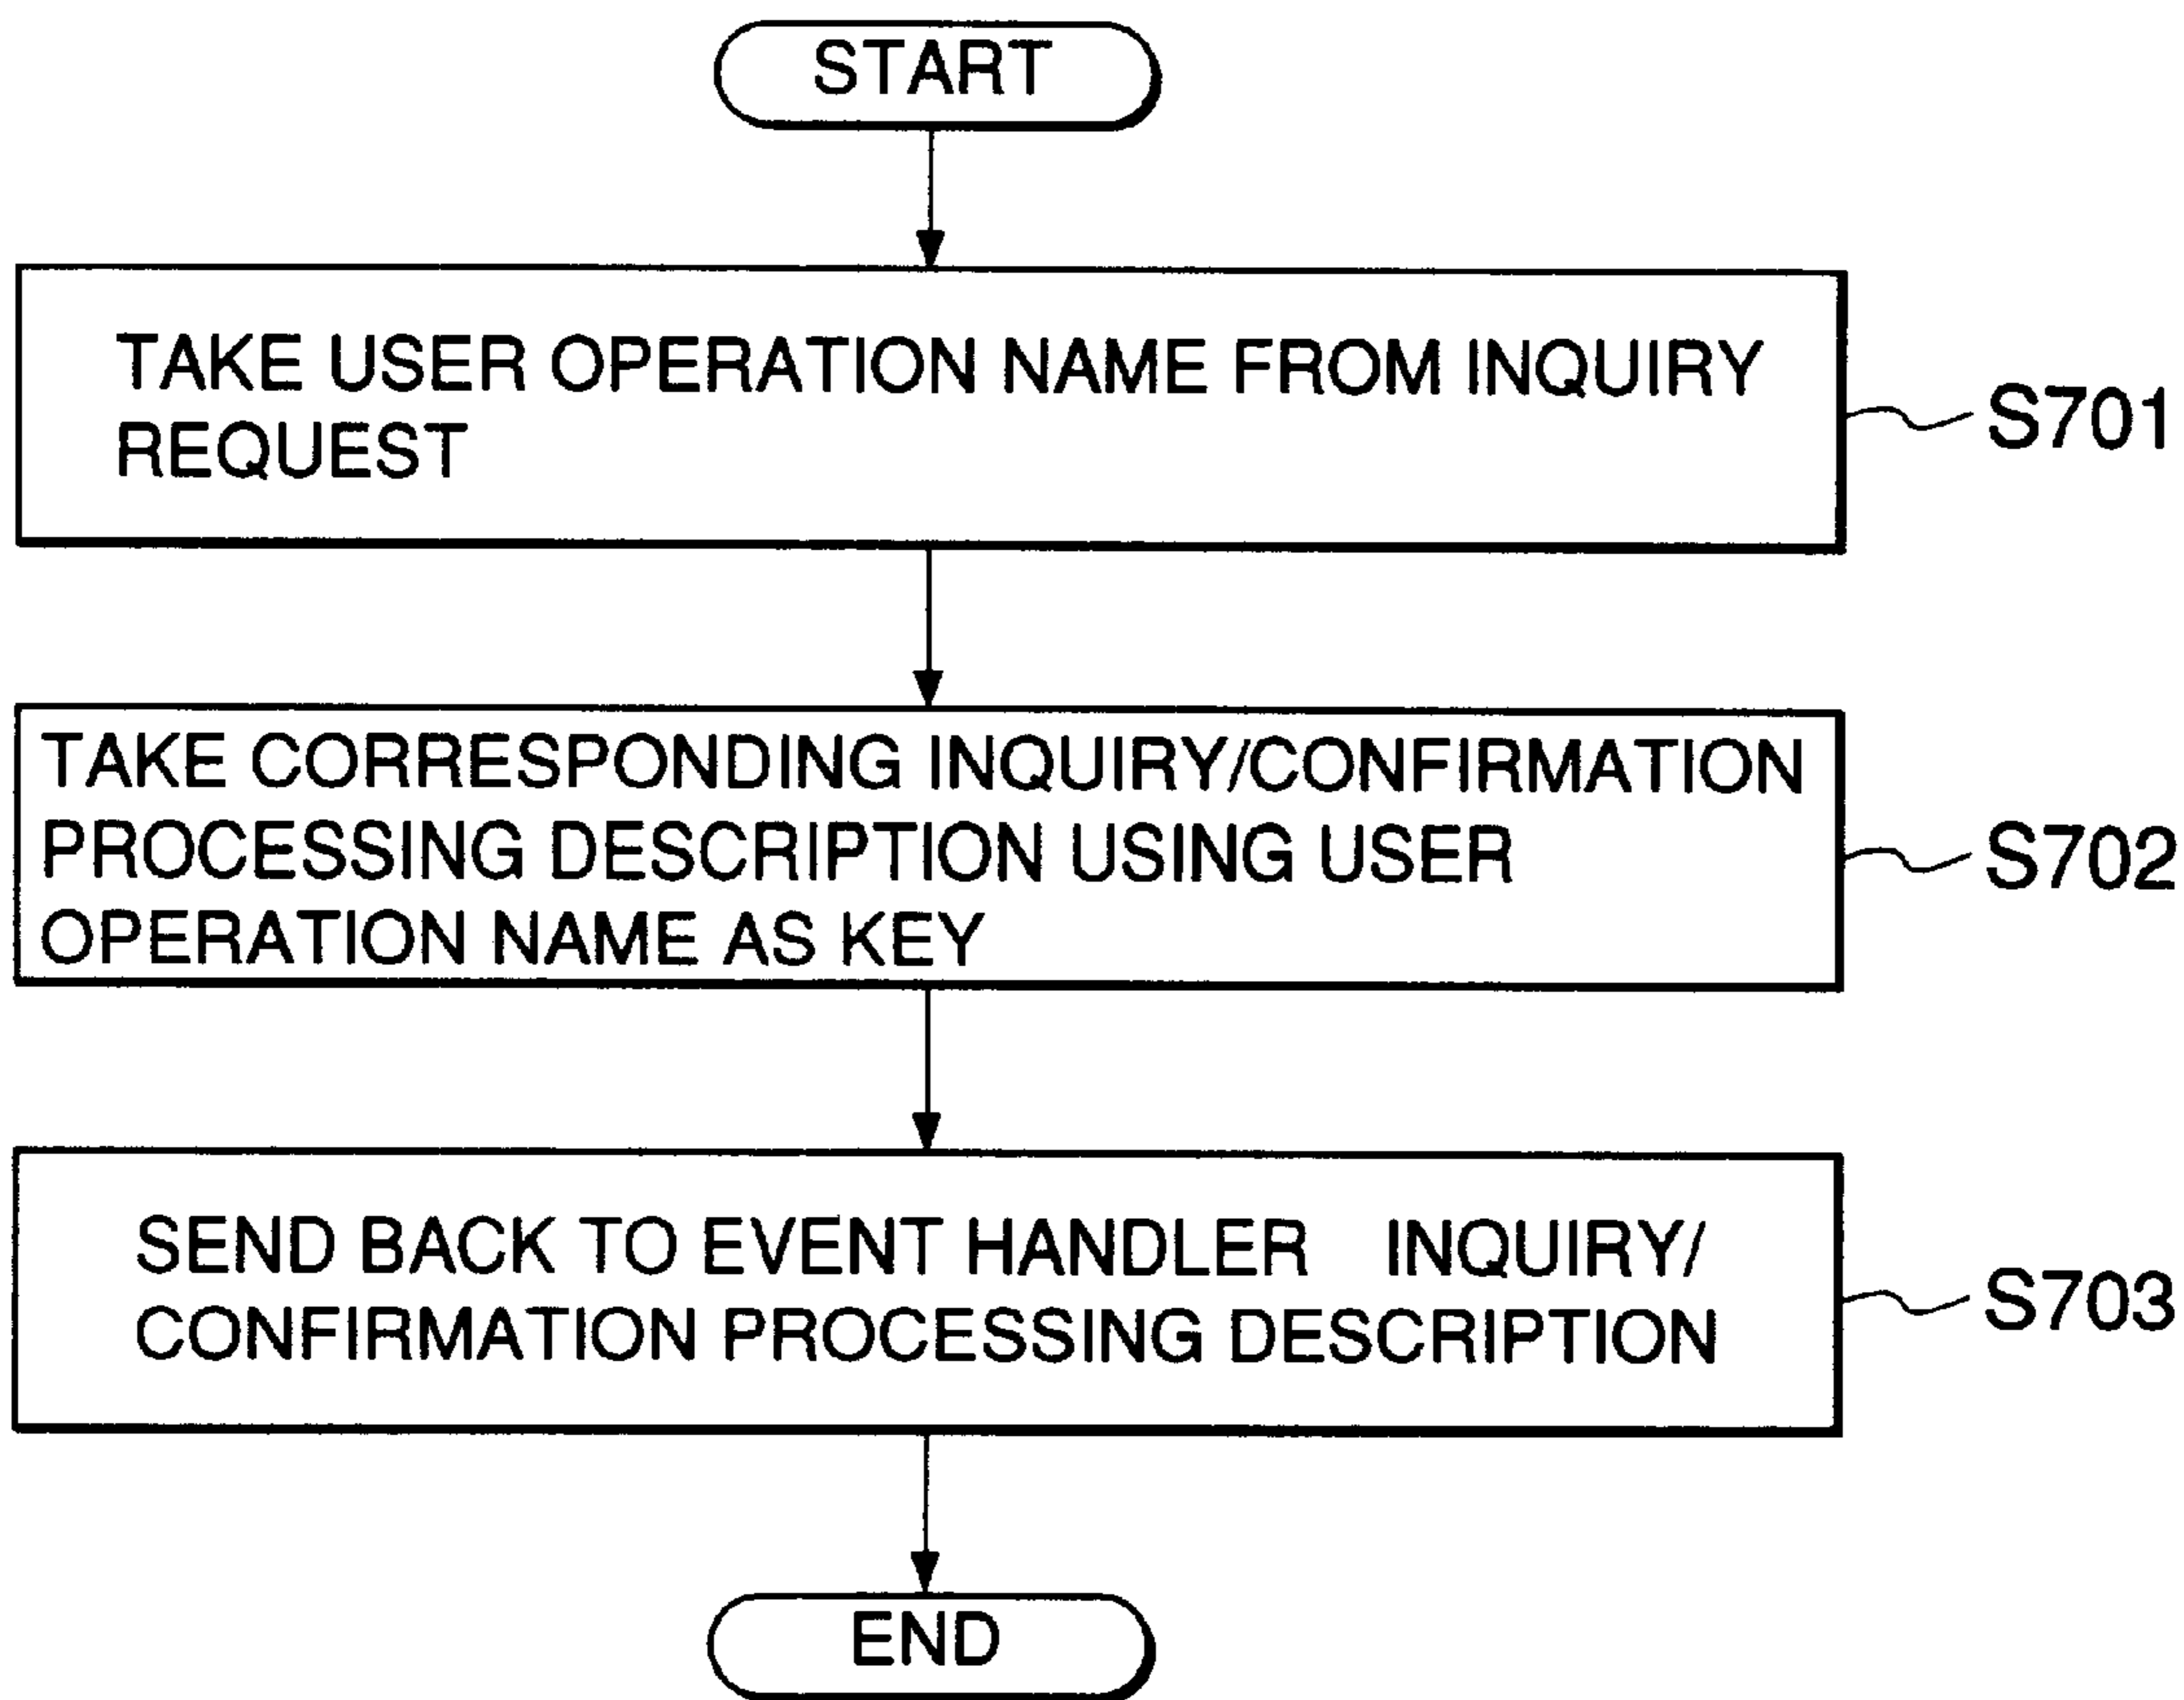 START
TAKE USER OPERATION NAME FROM INQUIRY
REQUEST
S701
TAKE CORRESPONDING INQUIRY/CONFIRMATION
PROCESSING DESCRIPTION USING USER
OPERATION NAME AS KEY
S702
SEND BACK TO EVENT HANDLER INQUIRY/
CONFIRMATION PROCESSING DESCRIPTION
S703
END